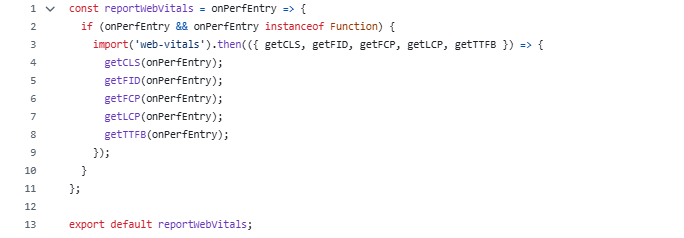 1 const reportWebVitals = onPerfEntry => {
2   if (onPerfEntry && onPerfEntry instanceof Function) {
3     import('web-vitals').then(({ getCLS, getFID, getFCP, getLCP, getTTFB }) => {
4       getCLS(onPerfEntry);
5       getFID(onPerfEntry);
6       getFCP(onPerfEntry);
7       getLCP(onPerfEntry);
8       getTTFB(onPerfEntry);
9     });
10   }
11 };
12
13 export default reportWebVitals;